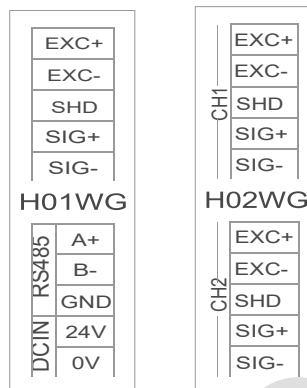 EXC+
EXC-
SHD
SIG+
SIG-
H01WG
RS485
A+
B-
GND
DCIN
24V
0V
CH1
EXC+
EXC-
SHD
SIG+
SIG-
H02WG
CH2
EXC+
EXC-
SHD
SIG+
SIG-